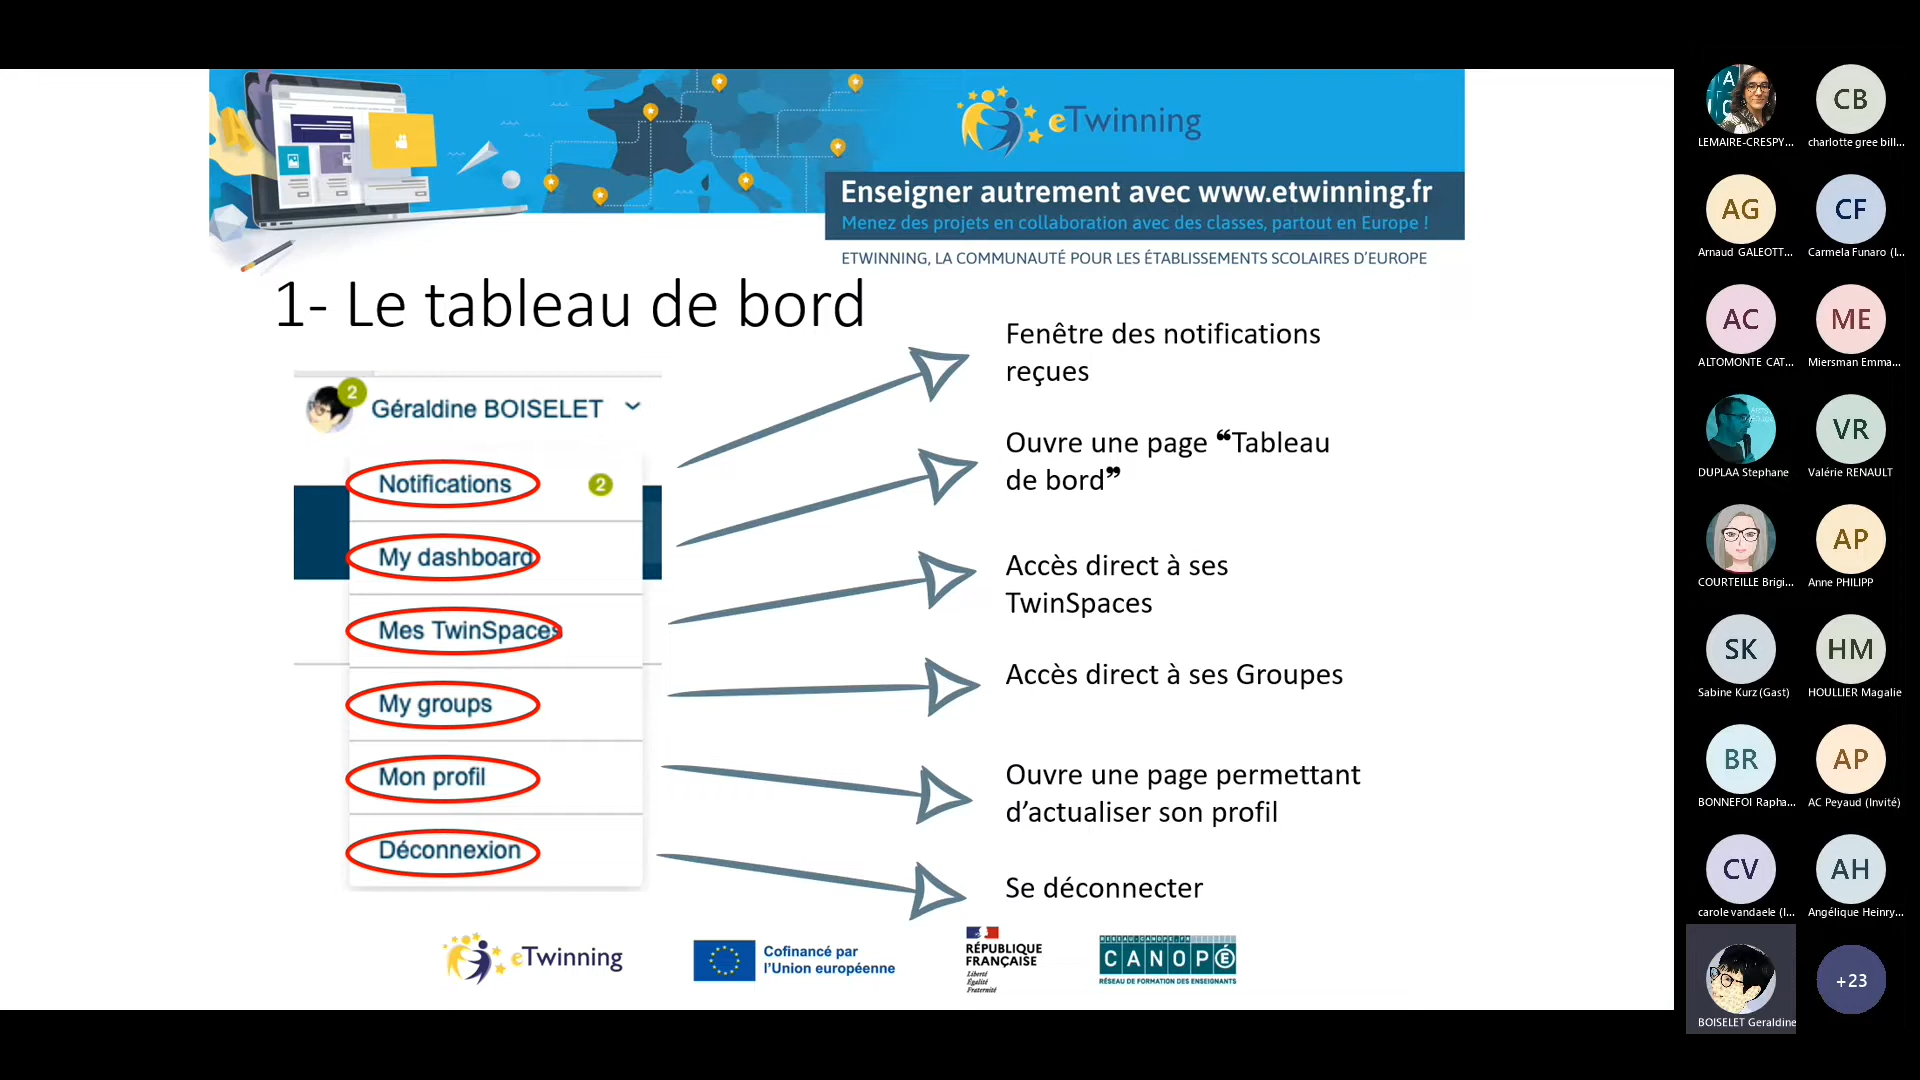 eTwinning
Enseigner autrement avec www.etwinning.fr
Menez des projets en collaboration avec des classes, partout en Europe !
ETWINNING, LA COMMUNAUTÉ POUR LES ÉTABLISSEMENTS SCOLAIRES D’EUROPE
1- Le tableau de bord
2
Géraldine BOISELET
Notifications
2
My dashboard
Mes TwinSpaces
My groups
Mon profil
Déconnexion
Fenêtre des notifications
reçues
Ouvre une page “Tableau
de bord”
Accès direct à ses
TwinSpaces
Accès direct à ses Groupes
Ouvre une page permettant
d’actualiser son profil
Se déconnecter
eTwinning
Cofinancé par
l’Union européenne
RÉPUBLIQUE
FRANÇAISE
Liberté
Égalité
Fraternité
CANOPÉ
RÉSEAU DE FORMATION DES ENSEIGNANTS
LEMAIRE-CRESPY...
CB
charlotte gree bill...
AG
Arnaud GALEOTT...
CF
Carmela Funaro (I...
AC
ALTOMONTE CAT...
ME
Miersman Emma...
DUPLAA Stephane
VR
Valérie RENAULT
COURTEILLE Brigi...
AP
Anne PHILIPP
SK
Sabine Kurz (Gast)
HM
HOULLIER Magalie
BR
BONNEFOI Rapha...
AP
AC Peyaud (Invité)
CV
carole vandaele (I...
AH
Angélique Heinry...
BOISELET Geraldine
+23